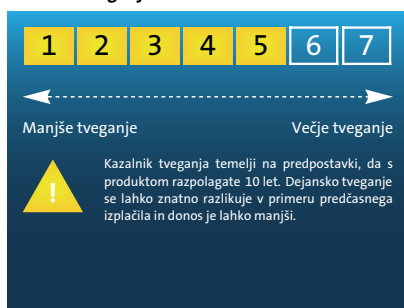 1 2 3 4 5 6 7
Manjše tveganje Večje tveganje
!
Kazalnik tveganja temelji na predpostavki, da s
produktom razpolagate 10 let. Dejansko tveganje
se lahko znatno razlikuje v primeru predčasnega
izplačila in donos je lahko manjši.